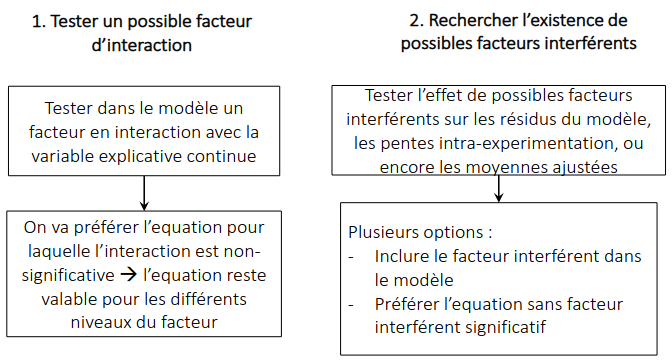 1. Tester un possible facteur
d’interaction
Tester dans le modèle un
facteur en interaction avec la
variable explicative continue
On va préférer l’equation pour
laquelle l’interaction est non-
significative → l’equation reste
valable pour les différents
niveaux du facteur
2. Rechercher l’existence de
possibles facteurs interférents
Tester l’effet de possibles facteurs
interférents sur les résidus du modèle,
les pentes intra-experimentation, ou
encore les moyennes ajustées
Plusieurs options :
- Inclure le facteur interférent dans
le modèle
- Préférer l’equation sans facteur
interférent significatif